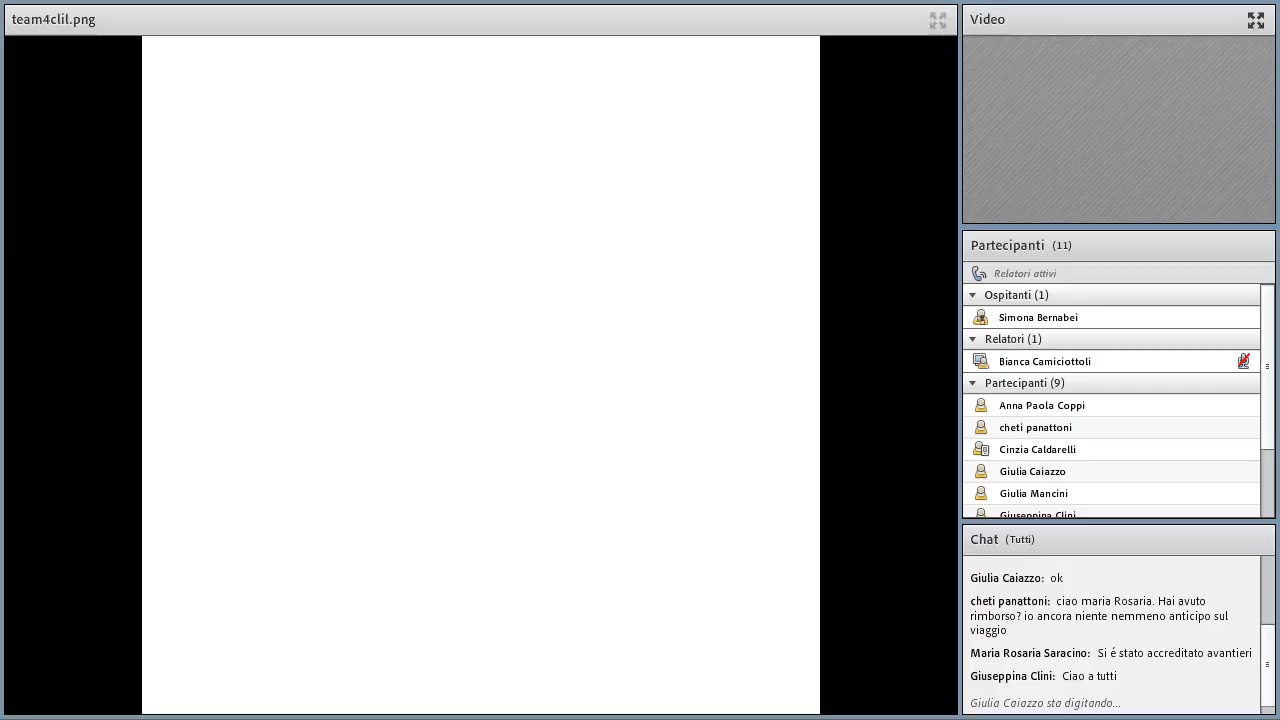 team4clil.png
Video
Partecipanti (11)
Relatori attivi
Ospitanti (1)
Simona Bernabei
Relatori (1)
Bianca Camiciottoli
Partecipanti (9)
Anna Paola Coppi
cheti panattoni
Cinzia Caldarelli
Giulia Caiazzo
Giulia Mancini
Giuseppina Clini
Chat (Tutti)
Giulia Caiazzo: ok
cheti panattoni: ciao maria Rosaria. Hai avuto
rimborso? io ancora niente nemmeno anticipo sul
viaggio
Maria Rosaria Saracino: Si é stato accreditato avantieri
Giuseppina Clini: Ciao a tutti
Giulia Caiazzo sta digitando...